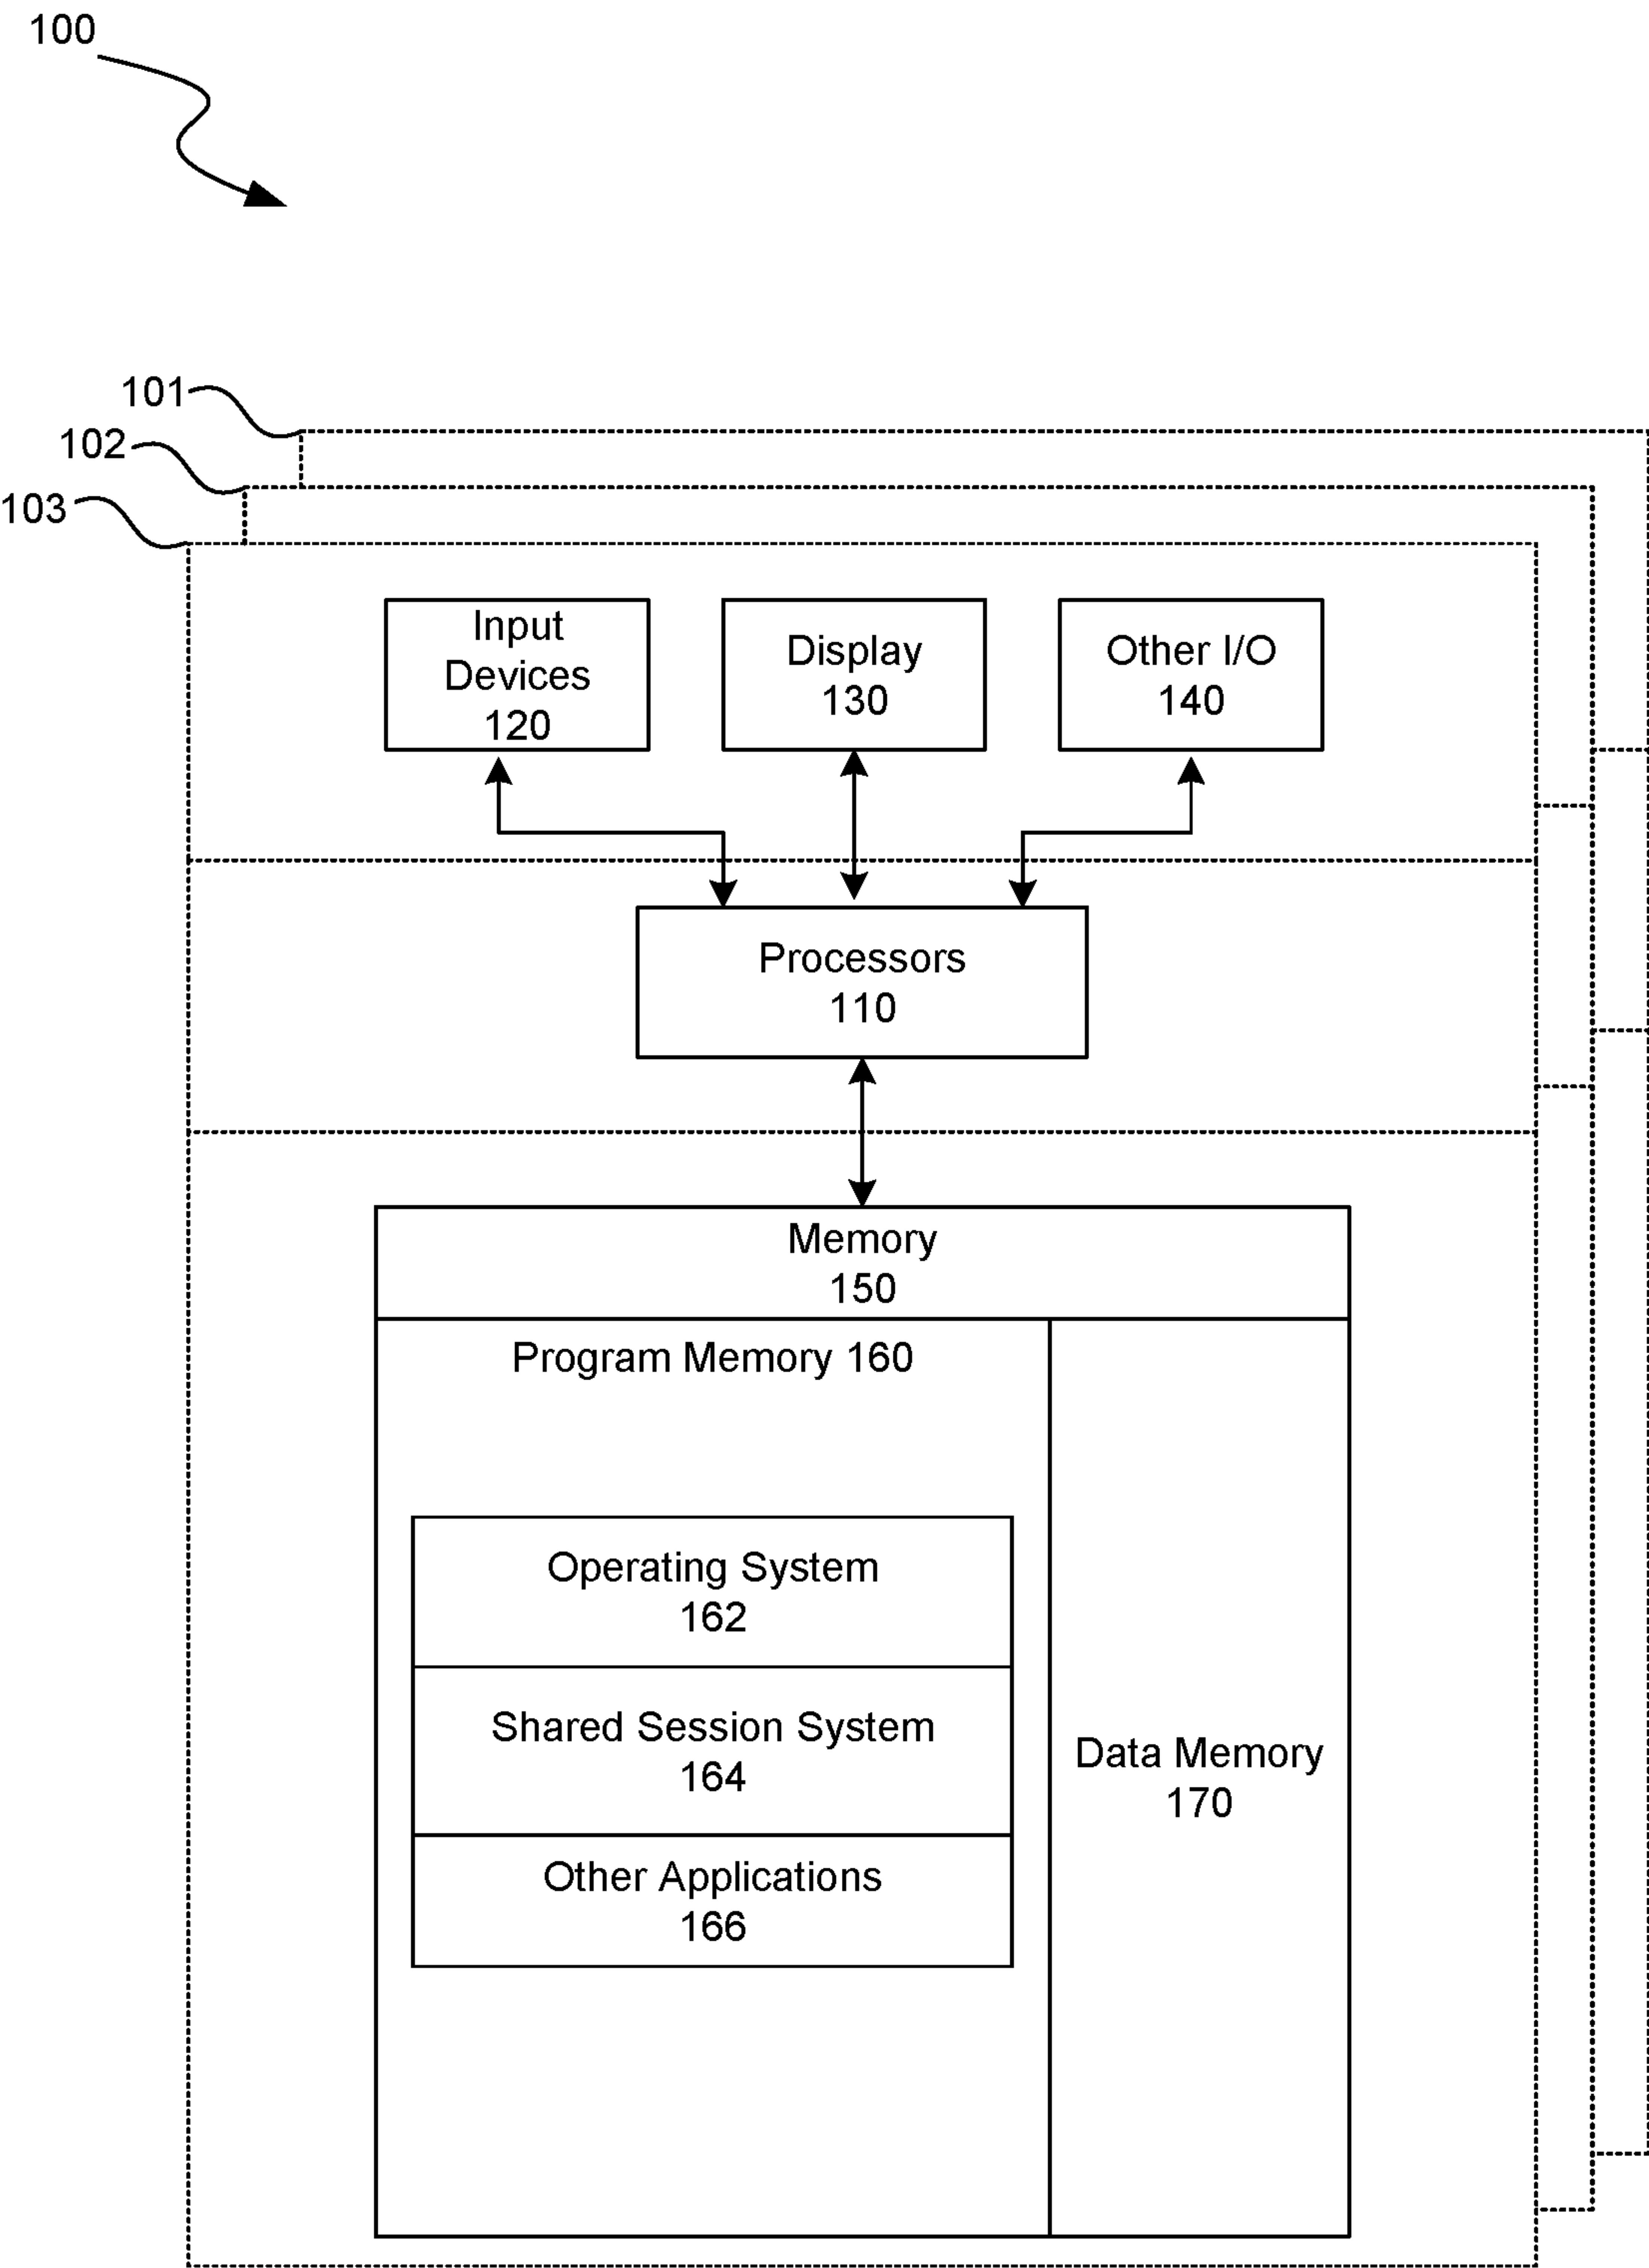 100
101
102
103
Input
Devices
120
Display
130
Other I/O
140
Processors
110
Memory
150
Program Memory 160
Operating System
162
Shared Session System
164
Other Applications
166
Data Memory
170